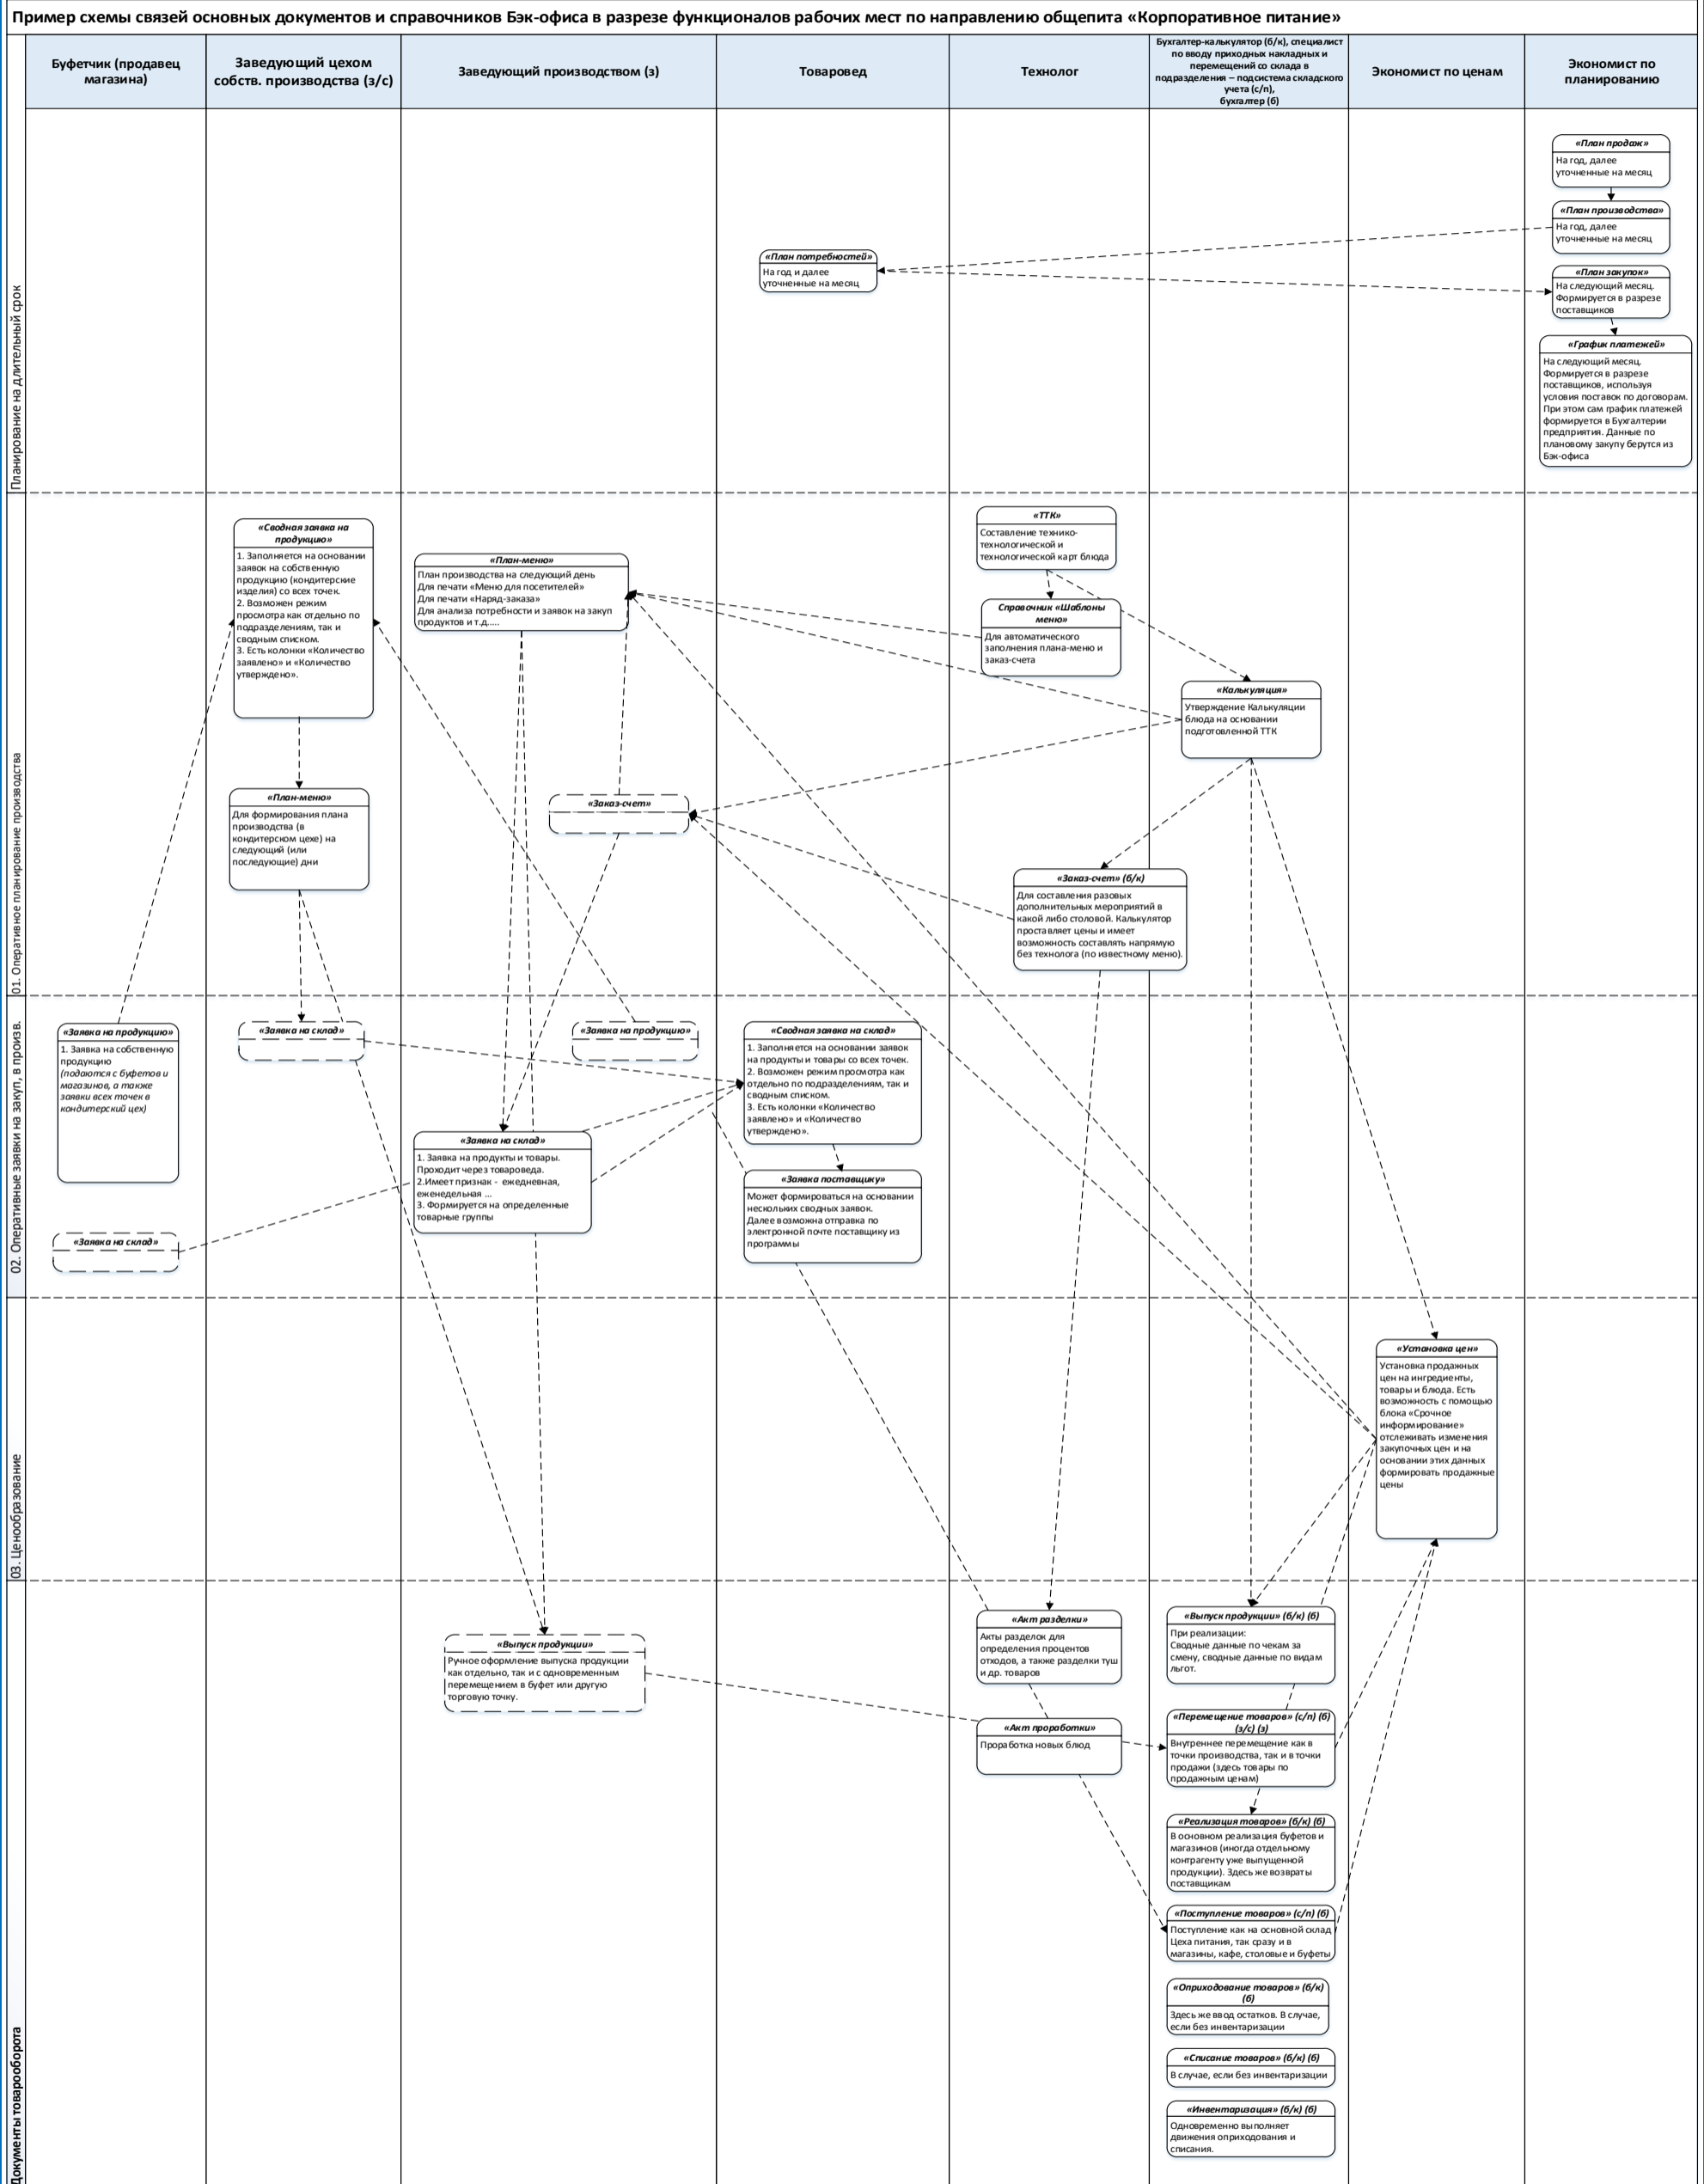 Пример схемы связей основных документов и справочников Бэк-офиса в разрезе функционалов рабочих мест по направлению общепита «Корпоративное питание»
Буфетчик (продавец
магазина)
Заведующий цехом
собств. производства (з/с)
Заведующий производством (з)
Товаровед
Технолог
Бухгалтер-калькулятор (б/к), специалист
по вводу приходных накладных и
перемещений со склада в
подразделения – подсистема складского
учета (с/п),
бухгалтер (б)
Экономист по ценам
Экономист по
планированию
Планирование на длительный срок
«План продаж»
На год, далее
уточненные на месяц
«План производства»
На год, далее
уточненные на месяц
«План потребностей»
На год и далее
уточненные на месяц
«План закупок»
На следующий месяц.
Формируется в разрезе
поставщиков
«График платежей»
На следующий месяц.
Формируется в разрезе
поставщиков, используя
условия поставок по договорам.
При этом сам график платежей
формируется в Бухгалтерии
предприятия. Данные по
плановому закупу берутся из
Бэк-офиса
01. Оперативное планирование производства
«Сводная заявка на
продукцию»
1. Заполняется на основании
заявок на собственную
продукцию (кондитерские
изделия) со всех точек.
2. Возможен режим
просмотра как отдельно по
подразделениям, так и
сводным списком.
3. Есть колонки «Количество
заявлено» и «Количество
утверждено».
«План-меню»
План производства на следующий день
Для печати «Меню для посетителей»
Для печати «Наряд-заказа»
Для анализа потребности и заявок на закуп
продуктов и т.д.....
«ТТК»
Составление технико-
технологической и
технологической карт блюда
Справочник «Шаблоны
меню»
Для автоматического
заполнения плана-меню и
заказ-счета
«Калькуляция»
Утверждение Калькуляции
блюда на основании
подготовленной ТТК
«План-меню»
Для формирования плана
производства (в
кондитерском цехе) на
следующий (или
последующие) дни
«Заказ-счет»
«Заказ-счет» (б/к)
Для составления разовых
дополнительных мероприятий в
какой либо столовой. Калькулятор
проставляет цены и имеет
возможность составлять напрямую
без технолога (по известному меню).
02. Оперативные заявки на закуп, в произв.
«Заявка на продукцию»
1. Заявка на собственную
продукцию
(подаются с буфетов и
магазинов, а также
заявки всех точек в
кондитерский цех)
«Заявка на склад»
«Заявка на продукцию»
«Сводная заявка на склад»
1. Заполняется на основании заявок
на продукты и товары со всех точек.
2. Возможен режим просмотра как
отдельно по подразделениям, так и
сводным списком.
3. Есть колонки «Количество
заявлено» и «Количество
утверждено».
«Заявка на склад»
1. Заявка на продукты и товары.
Проходит через товароведа.
2.Имеет признак - ежедневная,
еженедельная ...
3. Формируется на определенные
товарные группы
«Заявка поставщику»
Может формироваться на основании
нескольких сводных заявок.
Далее возможна отправка по
электронной почте поставщику из
программы
«Заявка на склад»
03. Ценообразование
«Установка цен»
Установка продажных
цен на ингредиенты,
товары и блюда. Есть
возможность с помощью
блока «Срочное
информирование»
отслеживать изменения
закупочных цен и на
основании этих данных
формировать продажные
цены
Документы товарооборота
«Выпуск продукции»
Ручное оформление выпуска продукции
как отдельно, так и с одновременным
перемещением в буфет или другую
торговую точку.
«Акт разделки»
Акты разделок для
определения процентов
отходов, а также разделки туш
и др. товаров
«Акт проработки»
Проработка новых блюд
«Выпуск продукции» (б/к) (б)
При реализации:
Сводные данные по чекам за
смену, сводные данные по видам
льгот.
«Перемещение товаров» (с/п) (б)
(з/с) (з)
Внутреннее перемещение как в
точки производства, так и в точки
продажи (здесь товары по
продажным ценам)
«Реализация товаров» (б/к) (б)
В основном реализация буфетов и
магазинов (иногда отдельному
контрагенту уже выпущенной
продукции). Здесь же возвраты
поставщикам
«Поступление товаров» (с/п) (б)
Поступление как на основной склад
Цеха питания, так сразу и в
магазины, кафе, столовые и буфеты
«Оприходование товаров» (б/к)
(б)
Здесь же ввод остатков. В случае,
если без инвентаризации
«Списание товаров» (б/к) (б)
В случае, если без инвентаризации
«Инвентаризация» (б/к) (б)
Одновременно выполняет
движения оприходования и
списания.